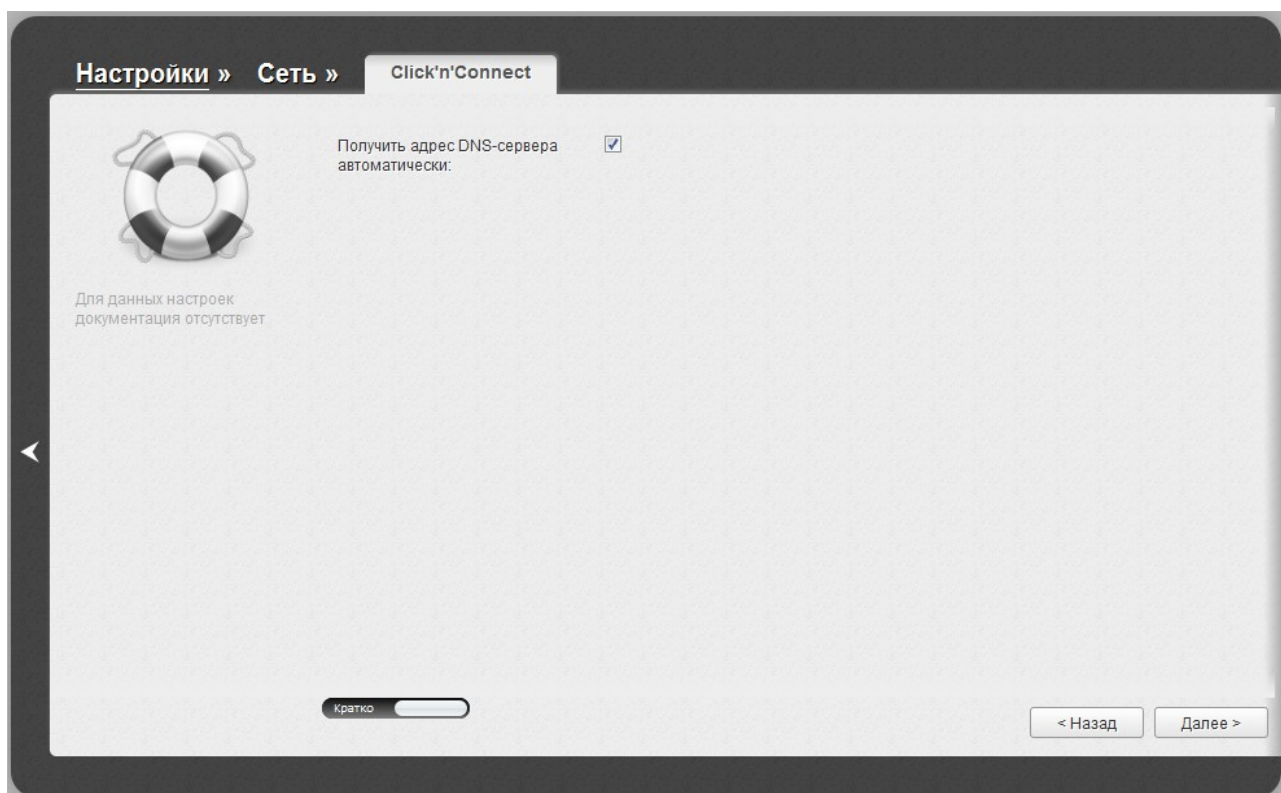 Настройки » Сеть » Click'n'Connect
Получить адрес DNS-сервера
автоматически:
Для данных настроек
документация отсутствует
Кратко
< Назад Далее >